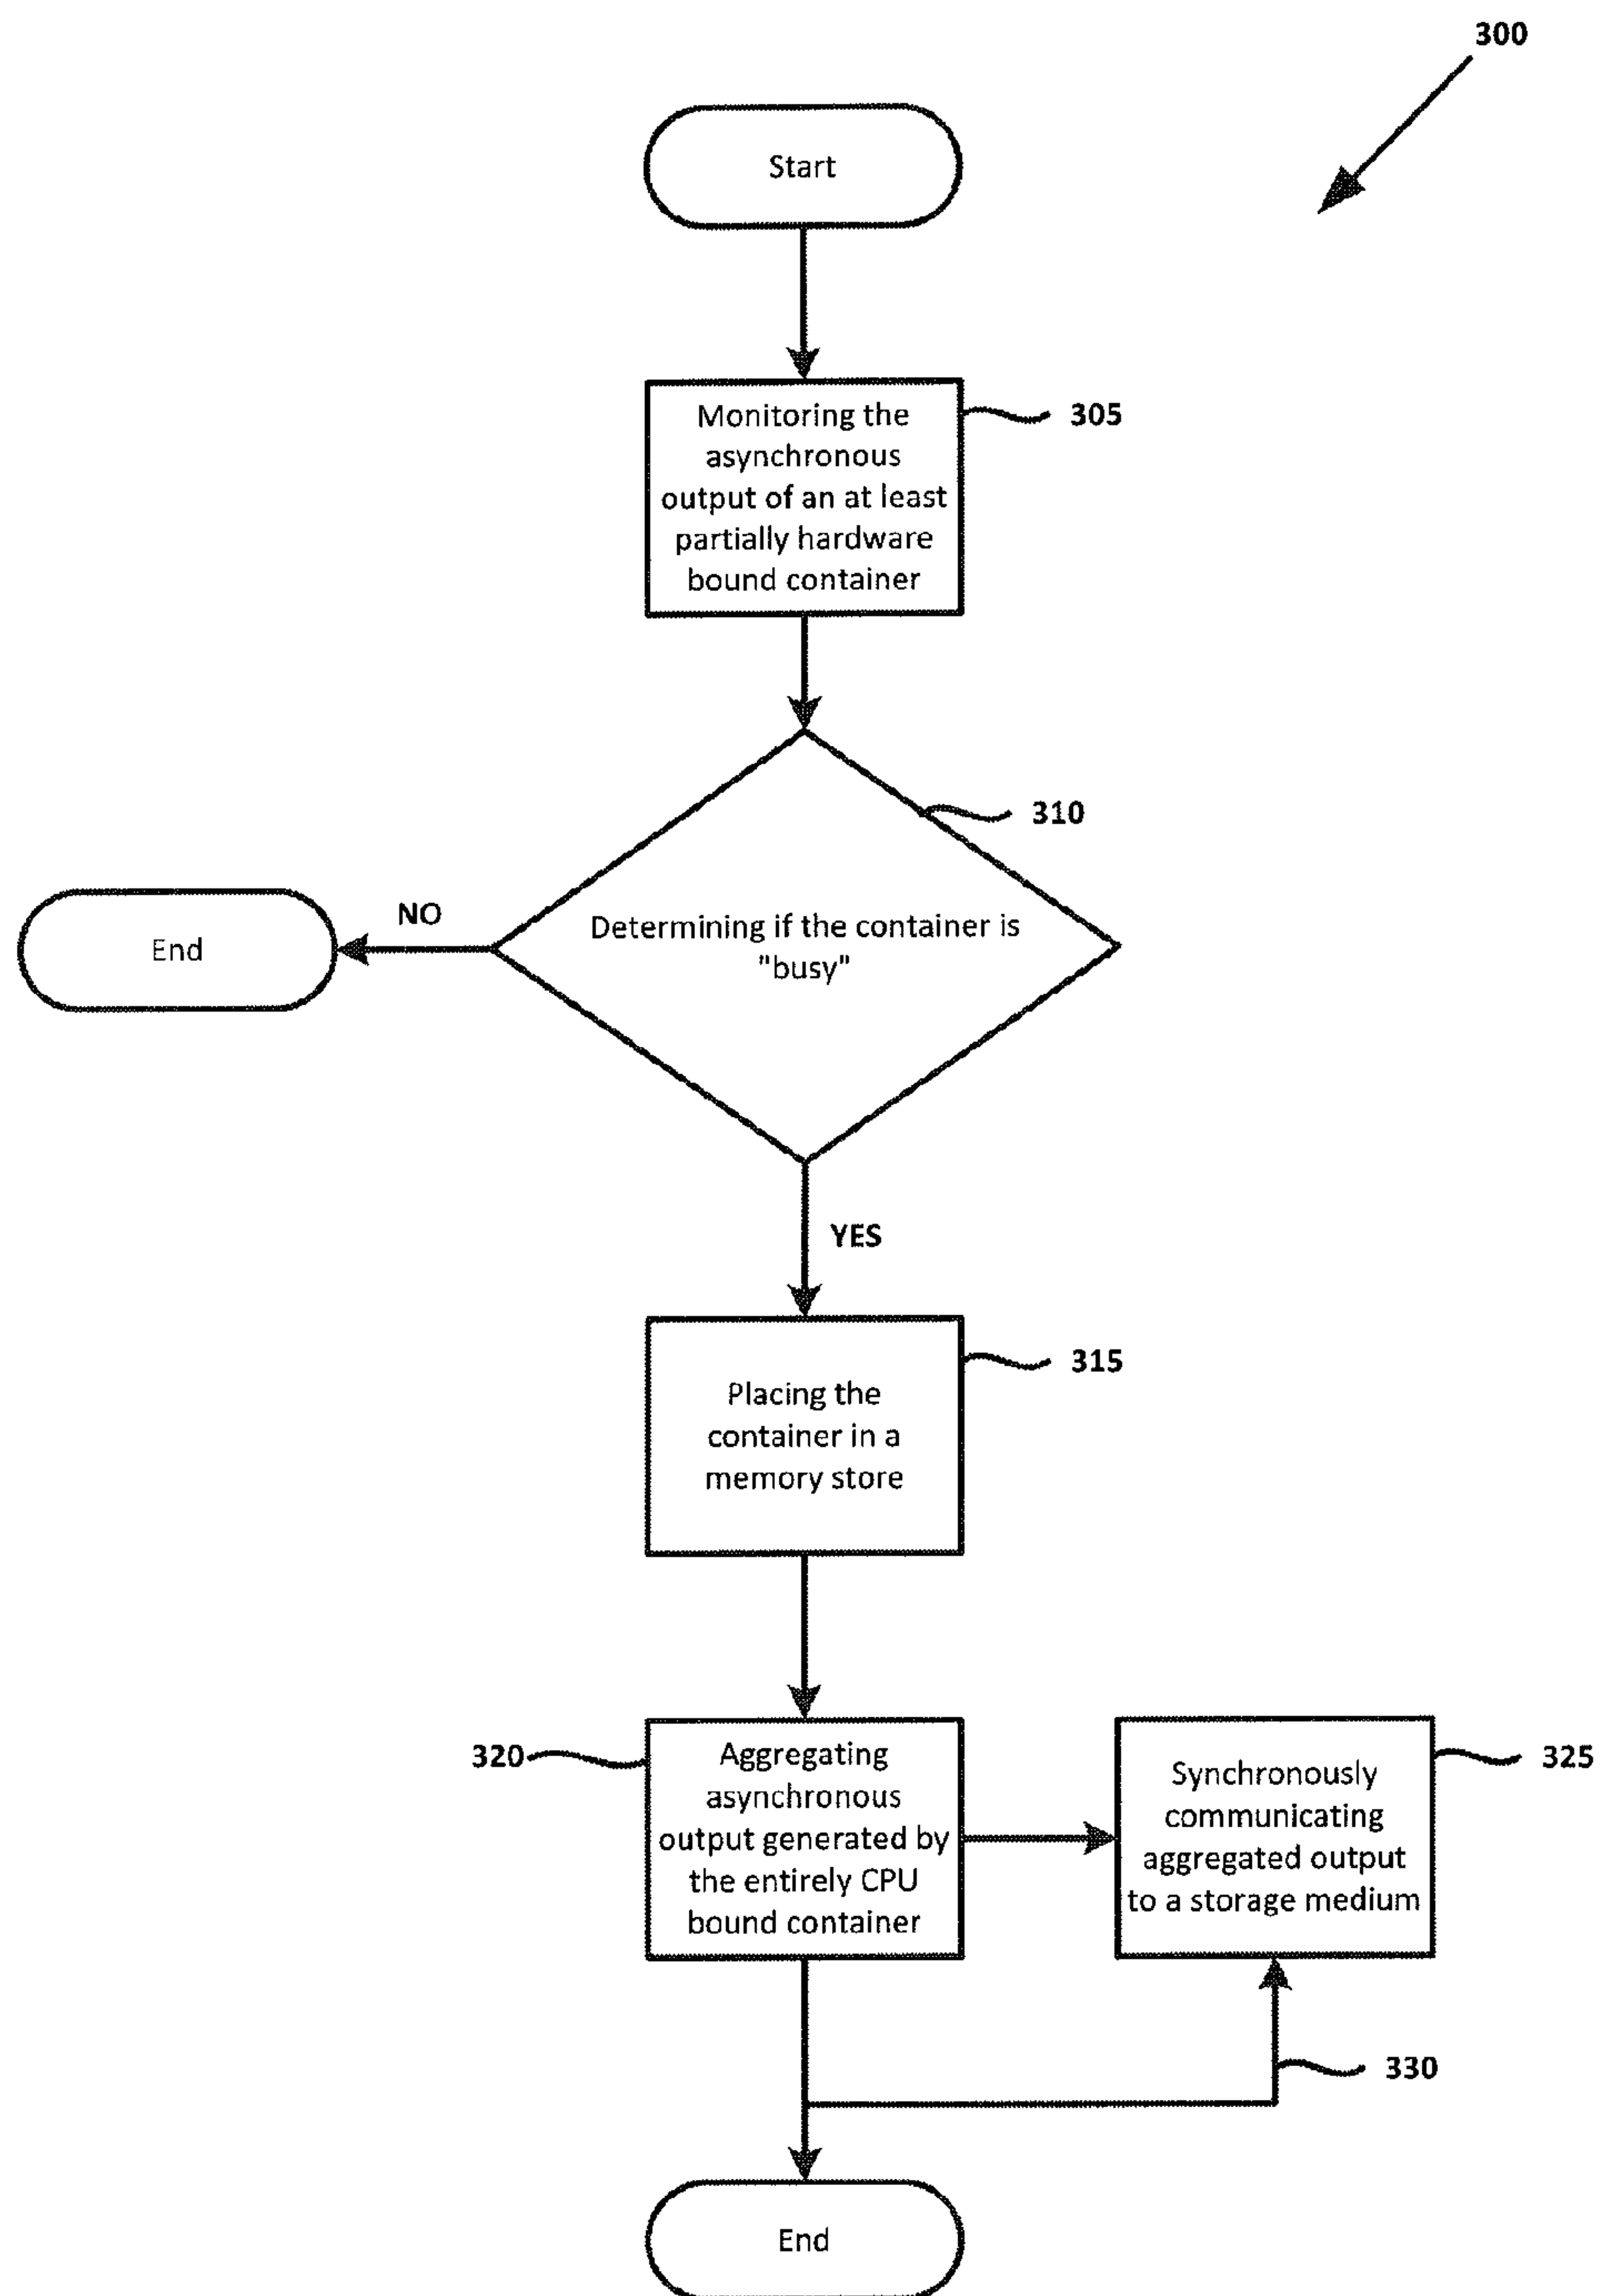 300
Start
Monitoring the
asynchronous
output of an at least
partially hardware
bound container
305
310
Determining if the container is
"busy"
NO
End
YES
Placing the
container in a
memory store
315
320
Aggregating
asynchronous
output generated by
the entirely CPU
bound container
Synchronously
communicating
aggregated output
to a storage medium
325
330
End